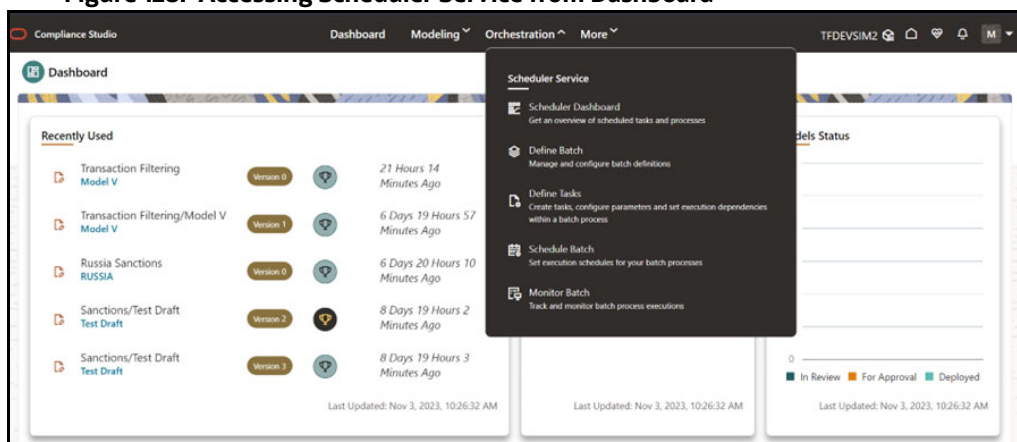 Figure 128: Accessing Scheduler Service from Dashboard
Compliance Studio
Dashboard
Modeling
Orchestration
More
TFDEVSIM2
M
Dashboard
Recently Used
Transaction Filtering
Model V
Version 0
21 Hours 14
Minutes Ago
Transaction Filtering/Model V
Model V
Version 1
6 Days 19 Hours 57
Minutes Ago
Russia Sanctions
RUSSIA
Version 0
6 Days 20 Hours 10
Minutes Ago
Sanctions/Test Draft
Test Draft
Version 2
8 Days 19 Hours 2
Minutes Ago
Sanctions/Test Draft
Test Draft
Version 3
8 Days 19 Hours 3
Minutes Ago
Last Updated: Nov 3, 2023, 10:26:32 AM
Scheduler Service
Scheduler Dashboard
Get an overview of scheduled tasks and processes
Define Batch
Manage and configure batch definitions
Define Tasks
Create tasks, configure parameters and set execution dependencies
within a batch process
Schedule Batch
Set execution schedules for your batch processes
Monitor Batch
Track and monitor batch process executions
Last Updated: Nov 3, 2023, 10:26:32 AM
dels Status
0
In Review
For Approval
Deployed
Last Updated: Nov 3, 2023, 10:26:32 AM